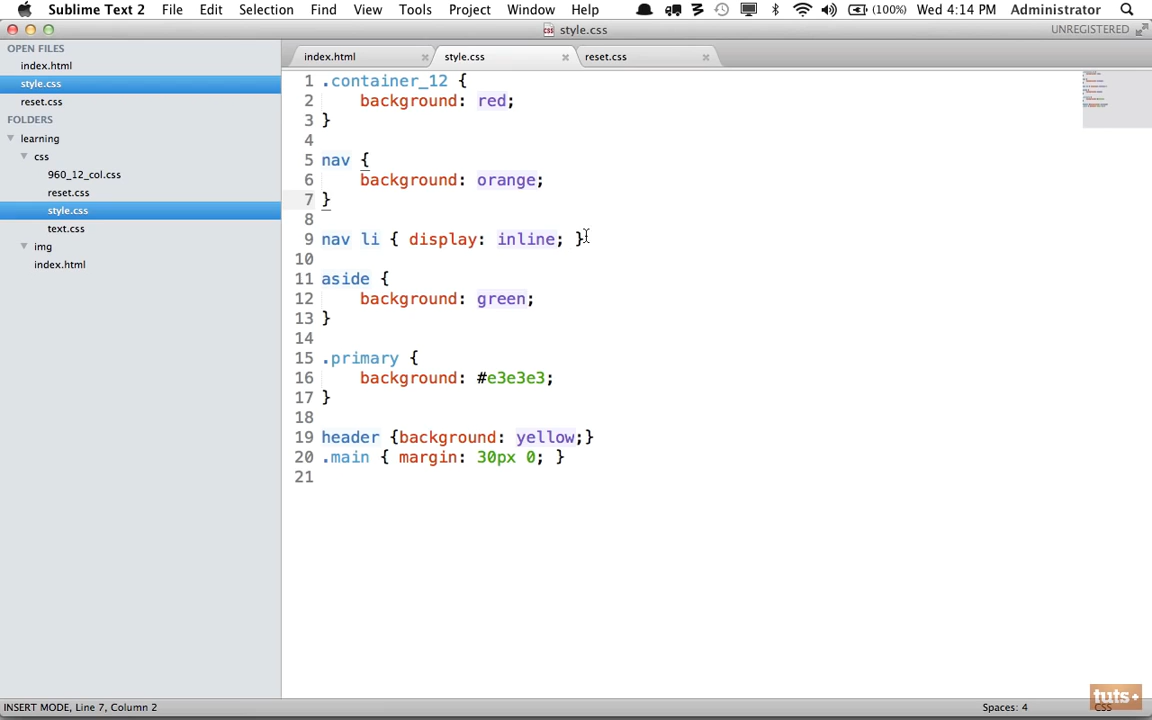 Sublime Text 2 File Edit Selection Find View Tools Project Window Help (100%) Wed 4:14 PM Administrator
style.css UNREGISTERED
OPEN FILES
index.html
style.css
reset.css
FOLDERS
learning
css
960_12_col.css
reset.css
style.css
text.css
img
index.html
index.html × style.css × reset.css ×
1 .container_12 {
2 background: red;
3 }
4
5 nav {
6 background: orange;
7 }
8
9 nav li { display: inline; }
10
11 aside {
12 background: green;
13 }
14
15 .primary {
16 background: #e3e3e3;
17 }
18
19 header {background: yellow;}
20 .main { margin: 30px 0; }
21
INSERT MODE, Line 7, Column 2 Spaces: 4 CSS
tuts+